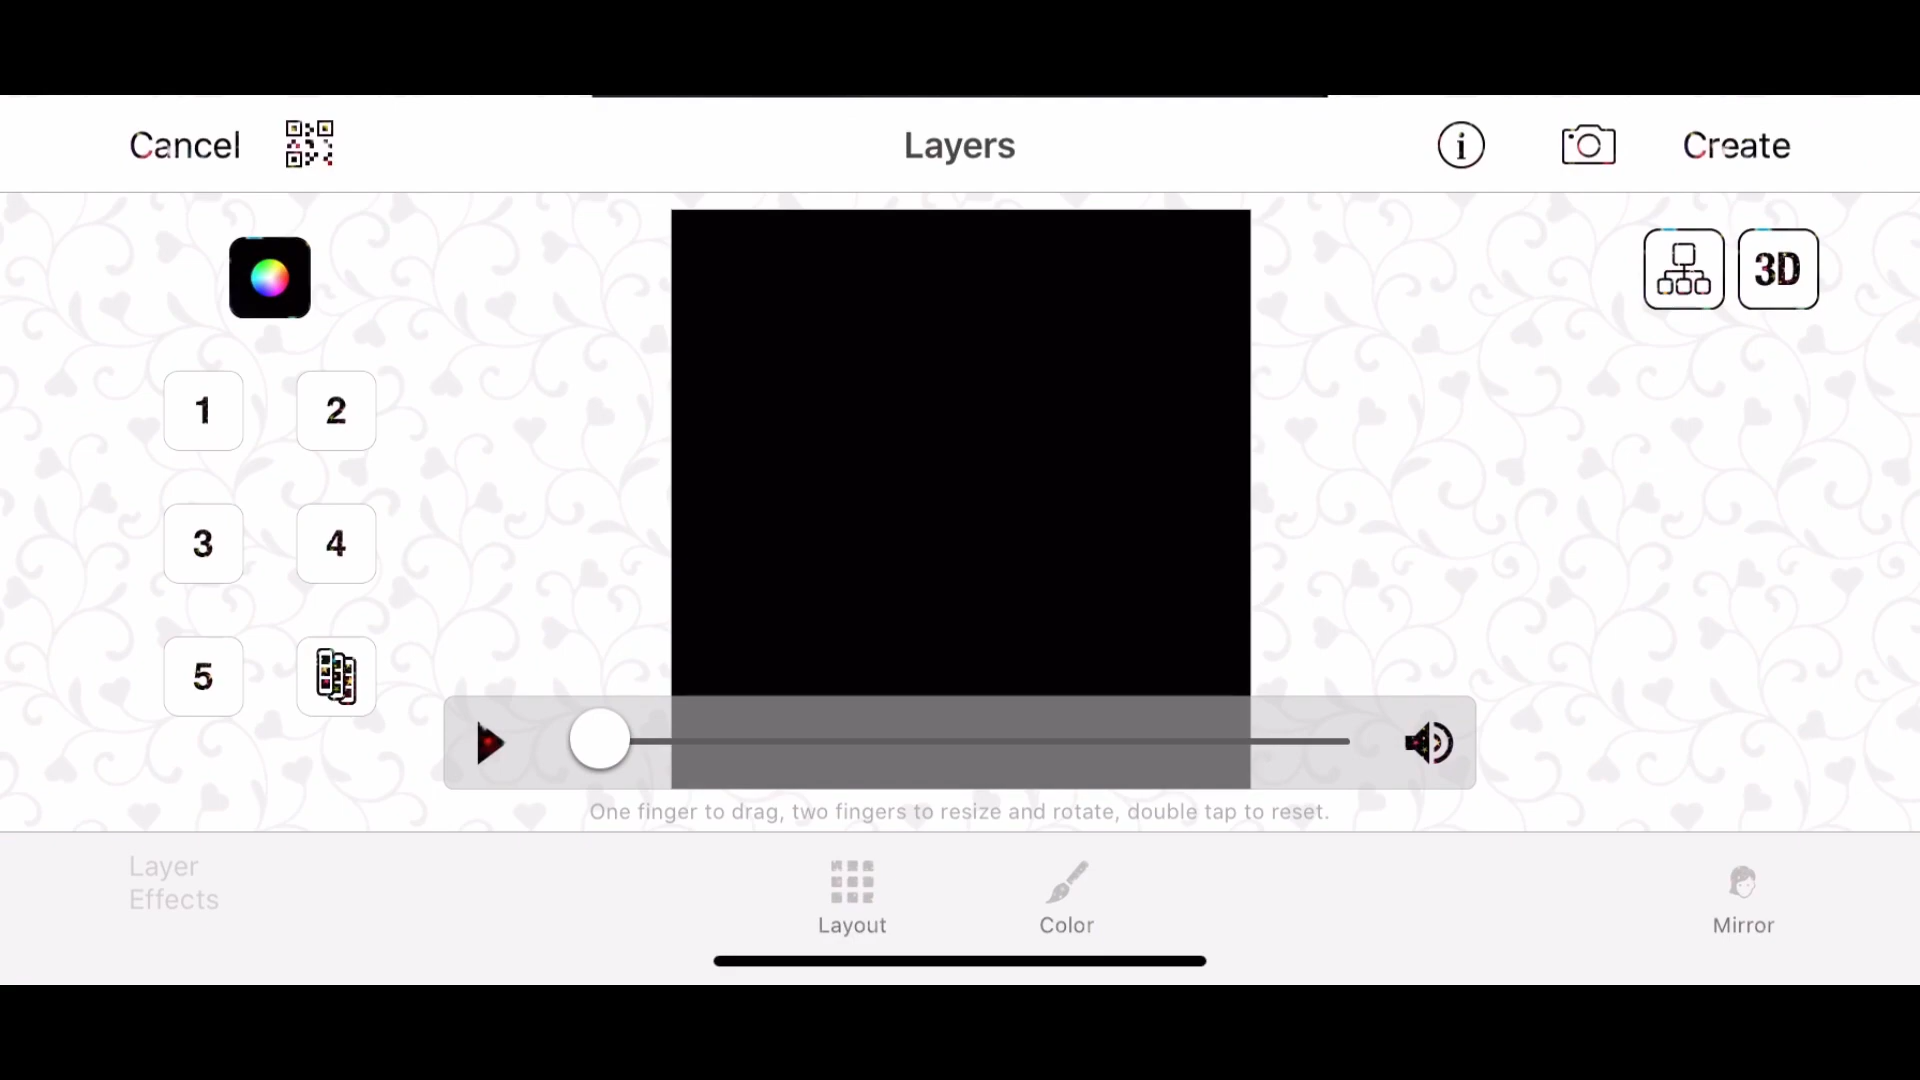 Cancel
Layers
i
Create
3D
1
2
3
4
5
One finger to drag, two fingers to resize and rotate, double tap to reset.
Layer
Effects
Layout
Color
Mirror